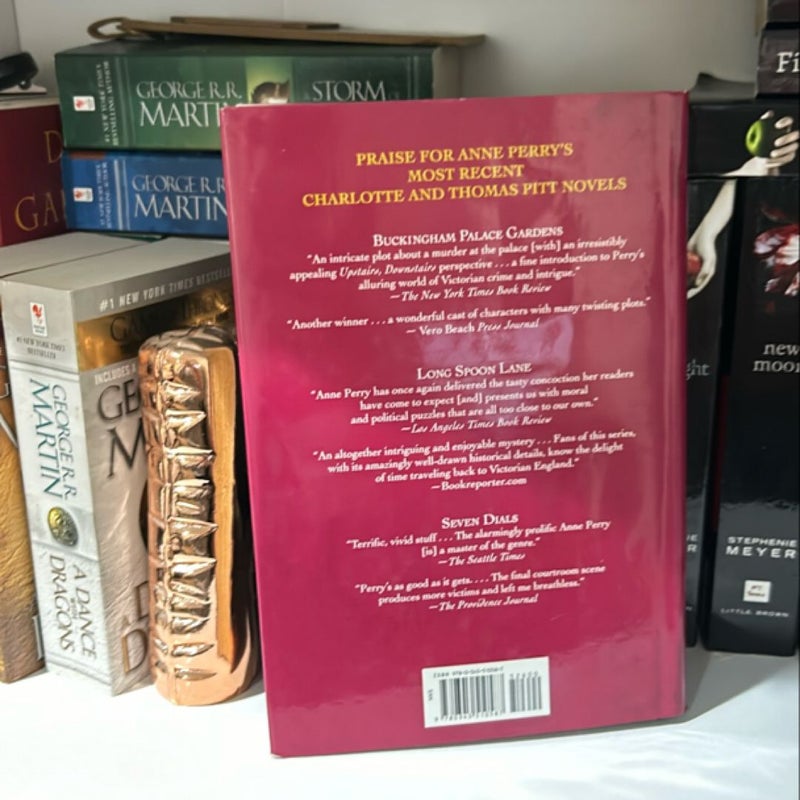 GEORGE R.R.
MARTIN
STORM
GEORGE R.R.
MARTIN
#1 NEW YORK TIMES BESTSELLER
BESTSELLER
INCLUDES A
GEORGE R.R.
MARTIN
A DANCE
WITH
DRAGONS
PRAISE FOR ANNE PERRY'S
MOST RECENT
CHARLOTTE AND THOMAS PITT NOVELS
BUCKINGHAM PALACE GARDENS
"An intricate plot about a murder at the palace [with] an irresistibly
appealing Upstairs, Downstairs perspective . . . a fine introduction to Perry's
alluring world of Victorian crime and intrigue."
—The New York Times Book Review
"Another winner . . . a wonderful cast of characters with many twisting plots."
—Vero Beach Press Journal
LONG SPOON LANE
"Anne Perry has once again delivered the tasty concoction her readers
have come to expect [and] presents us with moral
and political puzzles that are all too close to our own."
—Los Angeles Times Book Review
"An altogether intriguing and enjoyable mystery . . . Fans of this series,
with its amazingly well-drawn historical details, know the delight
of time traveling back to Victorian England."
—Bookreporter.com
SEVEN DIALS
"Terrific, vivid stuff . . . The alarmingly prolific Anne Perry
[is] a master of the genre."
—The Seattle Times
"Perry's as good as it gets. . . . The final courtroom scene
produces more victims and left me breathless."
—The Providence Journal
Fi
ght
new
moon
STEPHENIE
MEYER
LITTLE, BROWN